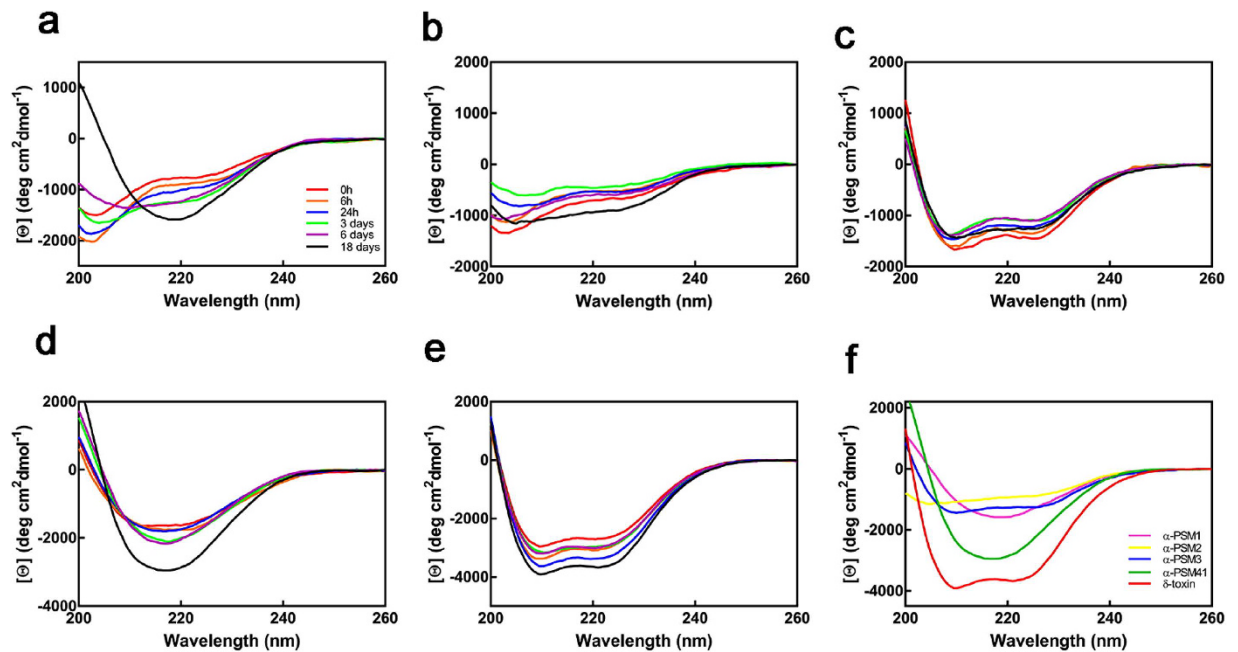 a
[Θ] (deg cm²dmol⁻¹)
1000
0
-1000
-2000
200
220
240
260
Wavelength (nm)
0h
6h
24h
3 days
6 days
18 days
b
[Θ] (deg cm²dmol⁻¹)
2000
1000
0
-1000
-2000
200
220
240
260
Wavelength (nm)
c
[Θ] (deg cm²dmol⁻¹)
2000
1000
0
-1000
-2000
200
220
240
260
Wavelength (nm)
d
[Θ] (deg cm²dmol⁻¹)
2000
0
-2000
-4000
200
220
240
260
Wavelength (nm)
e
[Θ] (deg cm²dmol⁻¹)
2000
0
-2000
-4000
200
220
240
260
Wavelength (nm)
f
[Θ] (deg cm²dmol⁻¹)
2000
0
-2000
-4000
200
220
240
260
Wavelength (nm)
α-PSM1
α-PSM2
α-PSM3
α-PSM41
δ-toxin